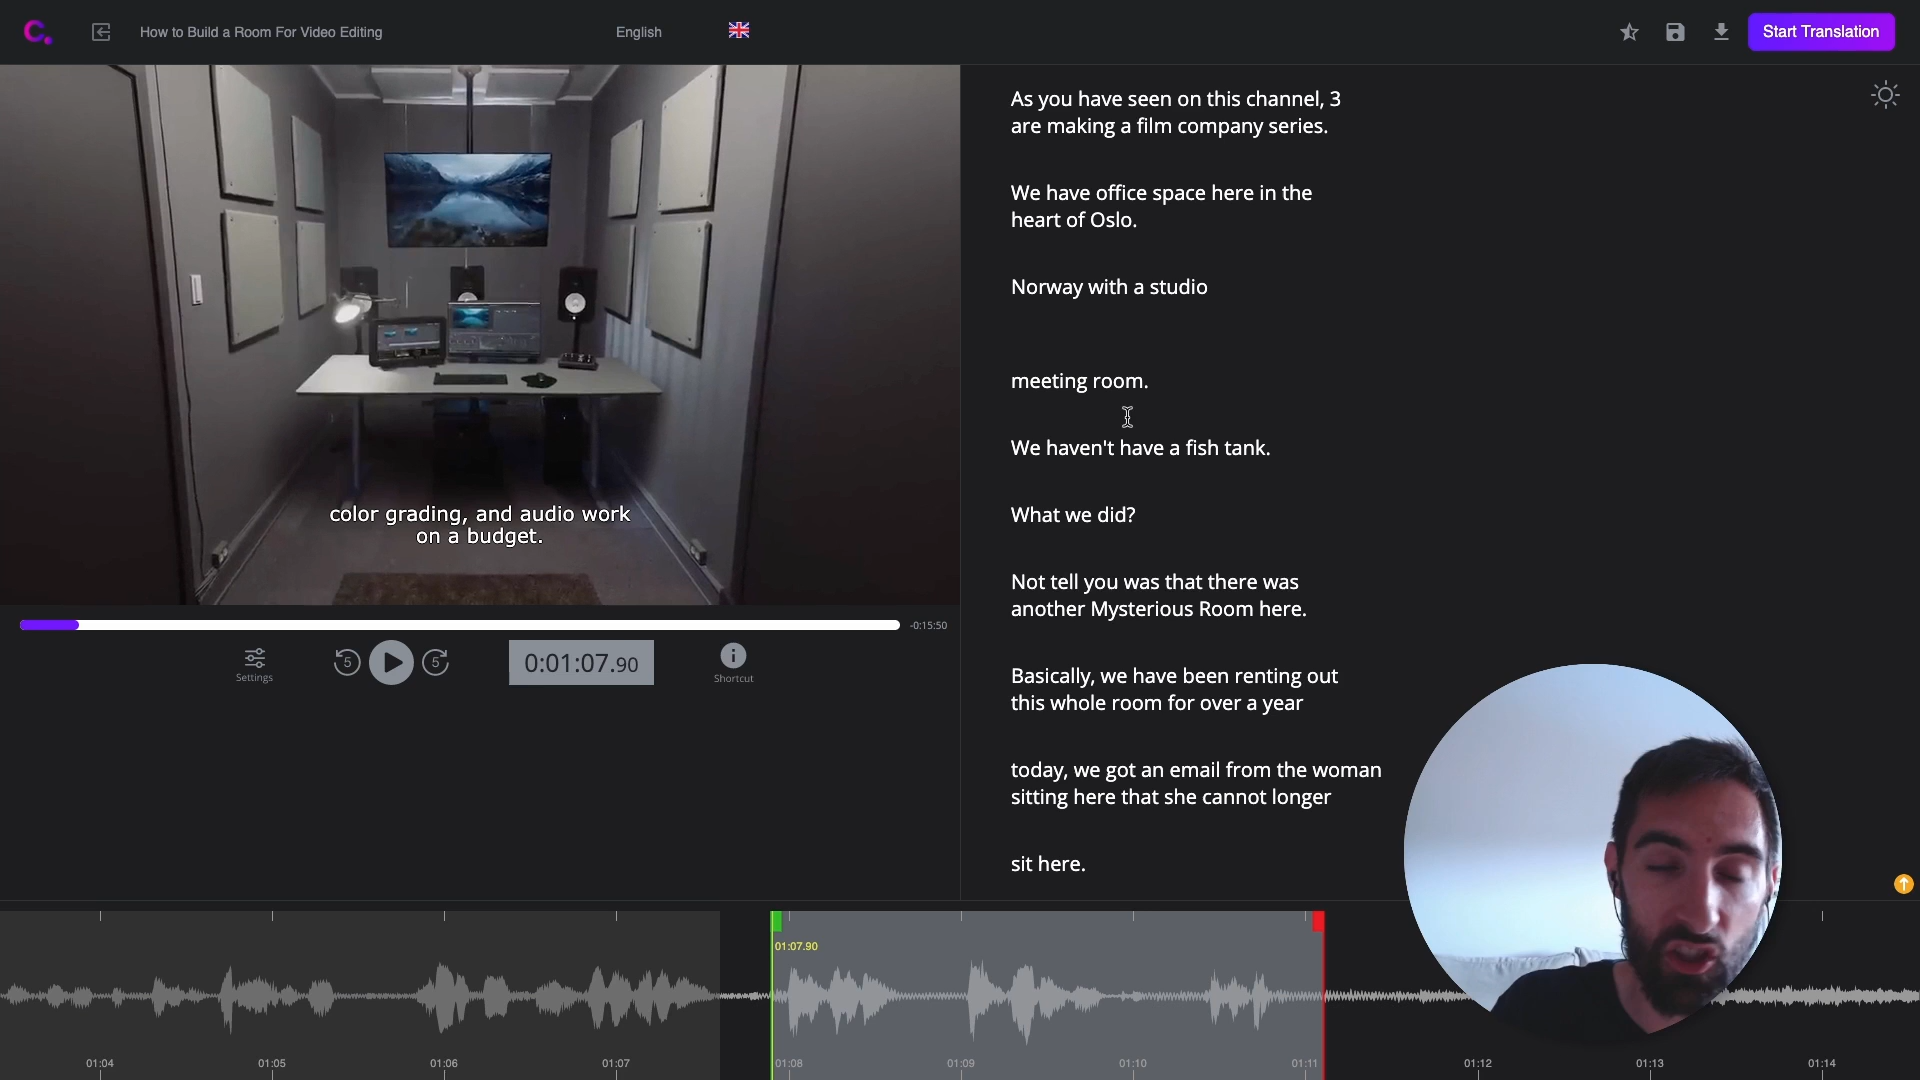 C.
How to Build a Room For Video Editing
English
Start Translation
color grading, and audio work
on a budget.
-0:15:50
Settings
5
5
0:01:07.90
Shortcut
As you have seen on this channel, 3
are making a film company series.
We have office space here in the
heart of Oslo.
Norway with a studio
meeting room.
We haven't have a fish tank.
What we did?
Not tell you was that there was
another Mysterious Room here.
Basically, we have been renting out
this whole room for over a year
today, we got an email from the woman
sitting here that she cannot longer
sit here.
01:07.90
01:04
01:05
01:06
01:07
01:08
01:09
01:10
01:11
01:12
01:13
01:14